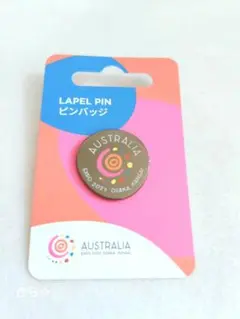 LAPEL PIN
ピンバッジ
AUSTRALIA
EXPO 2025 OSAKA KANSAI
AUSTRALIA
EXPO 2025 OSAKA KANSAI